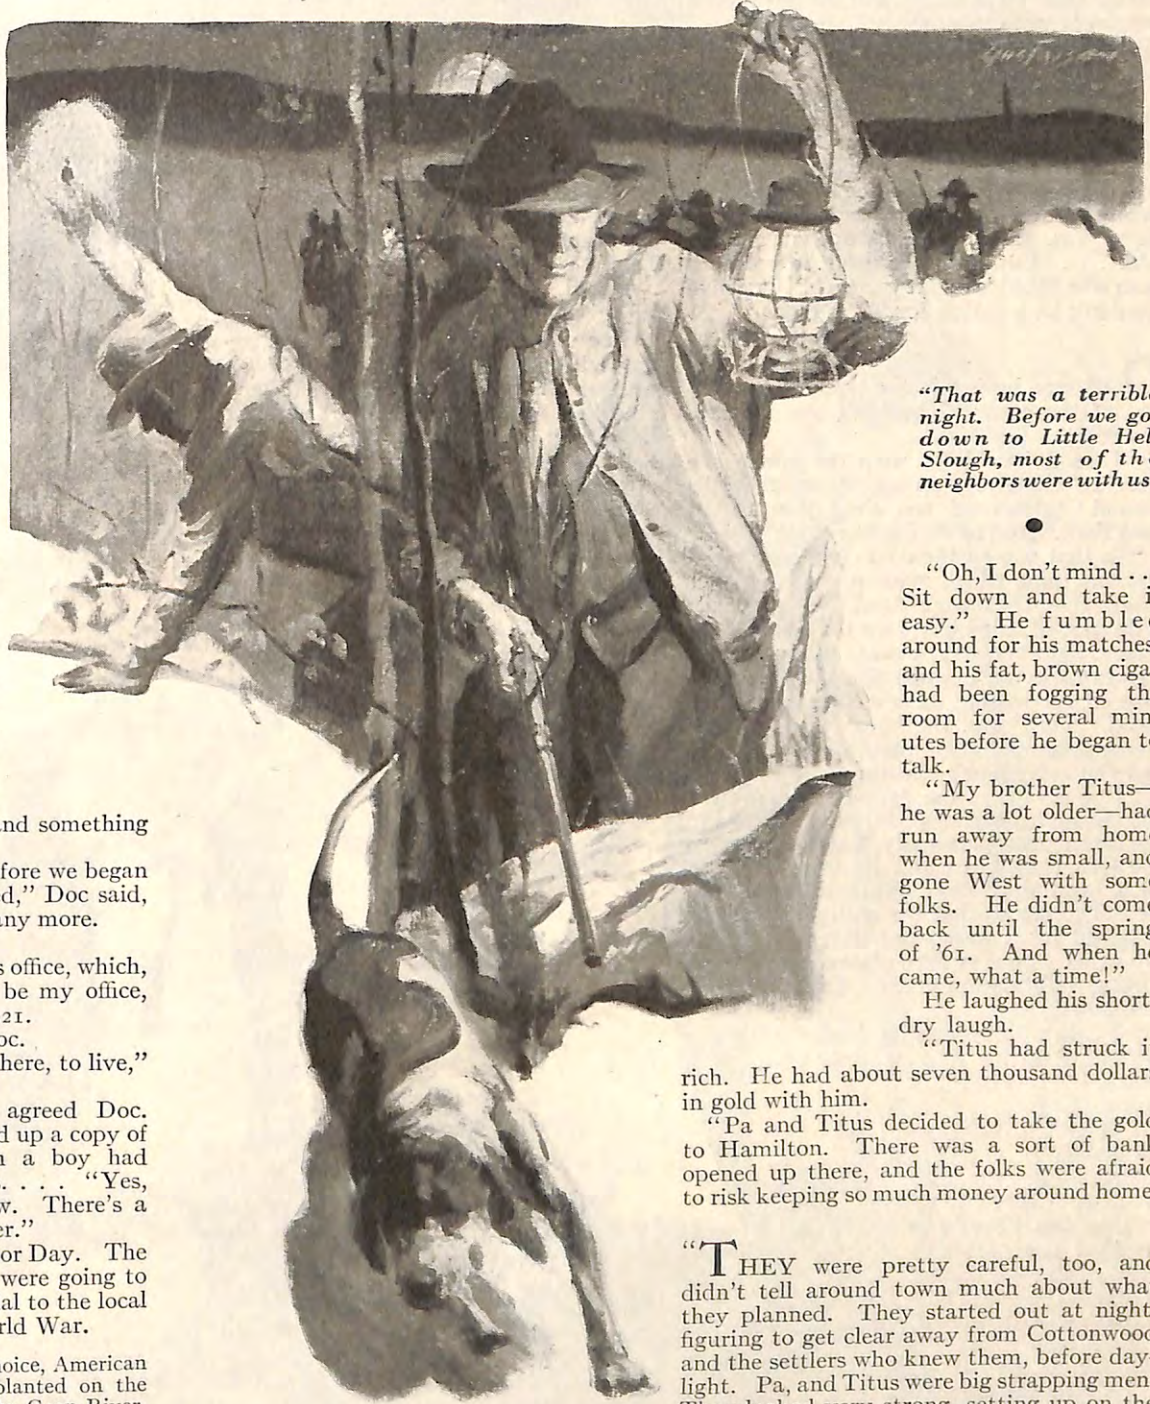 nd something
fore we began
d," Doc said,
any more.
s office, which,
be my office,
21.
oc.
here, to live,"
agreed Doc.
d up a copy of
a boy had
. . . . "Yes,
w. There's a
er."
or Day. The
were going to
al to the local
rld War.
oice, American
planted on the
"That was a terribl
night. Before we go
down to Little Hel
Slough, most of th
neighbors were with us
●
"Oh, I don't mind . .
Sit down and take i
easy." He fumble
around for his matches
and his fat, brown ciga
had been fogging th
room for several min
utes before he began t
talk.
"My brother Titus—
he was a lot older—had
run away from hom
when he was small, and
gone West with som
folks. He didn't com
back until the spring
of '61. And when h
came, what a time!"
He laughed his short
dry laugh.
"Titus had struck i
rich. He had about seven thousand dollar
in gold with him.
"Pa and Titus decided to take the gold
to Hamilton. There was a sort of bank
opened up there, and the folks were afraid
to risk keeping so much money around home
"THEY were pretty careful, too, and
didn't tell around town much about wha
they planned. They started out at night
figuring to get clear away from Cottonwood
and the settlers who knew them, before day
light. Pa, and Titus were big strapping men